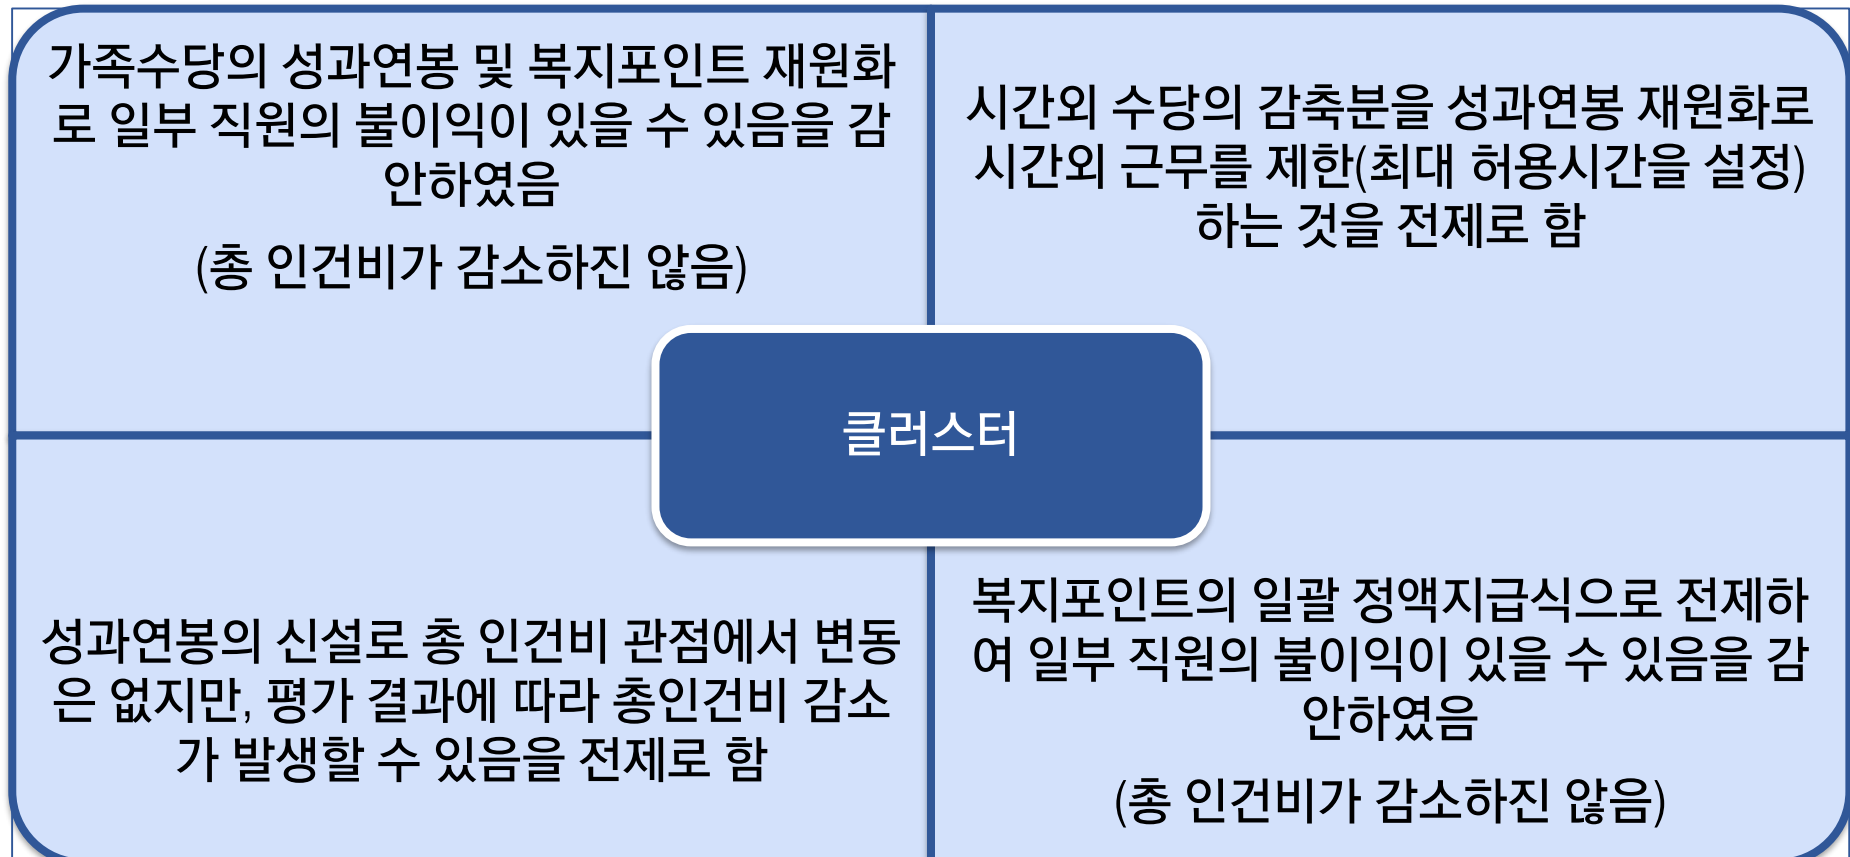 가족수당의 성과연봉 및 복지포인트 재원화
로 일부 직원의 불이익이 있을 수 있음을 감
안하였음
(총 인건비가 감소하진 않음)
시간외 수당의 감축분을 성과연봉 재원화로
시간외 근무를 제한(최대 허용시간을 설정)
하는 것을 전제로 함
클러스터
성과연봉의 신설로 총 인건비 관점에서 변동
은 없지만, 평가 결과에 따라 총인건비 감소
가 발생할 수 있음을 전제로 함
복지포인트의 일괄 정액지급식으로 전제하
여 일부 직원의 불이익이 있을 수 있음을 감
안하였음
(총 인건비가 감소하진 않음)